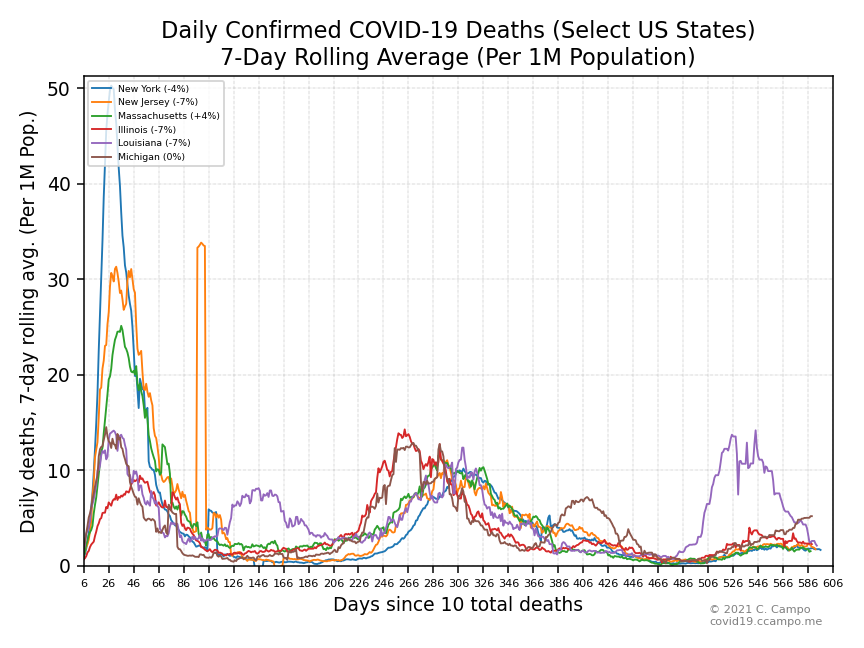 Daily Confirmed COVID-19 Deaths (Select US States)
7-Day Rolling Average (Per 1M Population)
Daily deaths, 7-day rolling avg. (Per 1M Pop.)
50
40
30
20
10
0
New York (-4%)
New Jersey (-7%)
Massachusetts (+4%)
Illinois (-7%)
Louisiana (-7%)
Michigan (0%)
6 26 46 66 86 106 126 146 166 186 206 226 246 266 286 306 326 346 366 386 406 426 446 466 486 506 526 546 566 586 606
Days since 10 total deaths
© 2021 C. Campo
covid19.ccampo.me